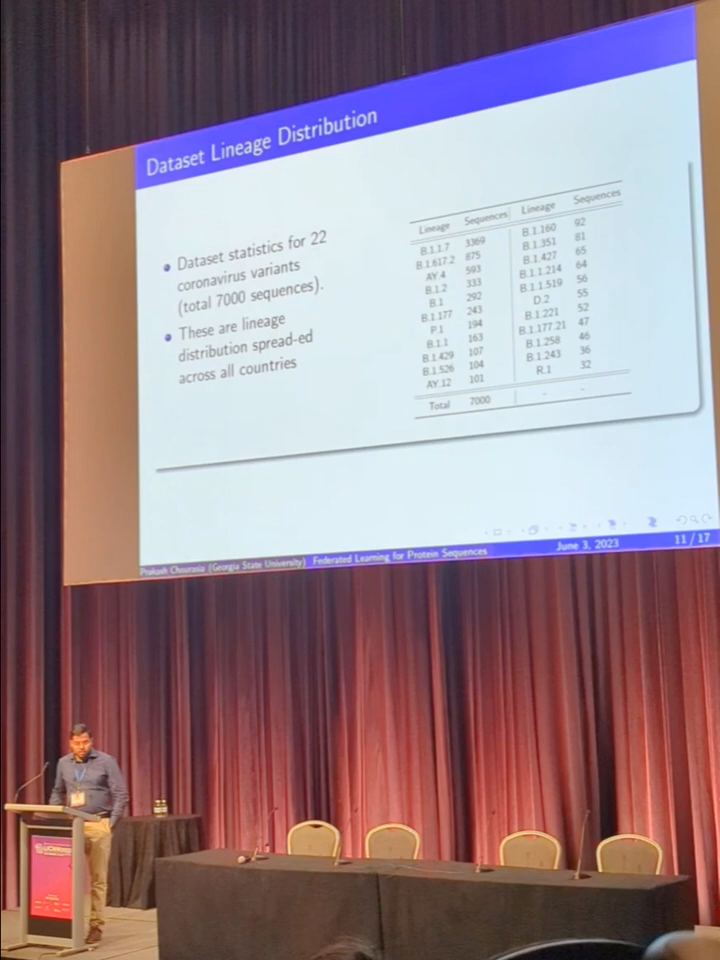 Dataset Lineage Distribution
Dataset statistics for 22
coronavirus variants
(total 7000 sequences).
These are lineage
distribution spread-ed
across all countries
Lineage Sequences Lineage Sequences
B.1.1.7 3369 B.1.160 92
B.1.617.2 875 B.1.351 81
AY.4 593 B.1.427 65
B.1.2 333 B.1.1.214 64
B.1 292 B.1.1.519 56
B.1.177 243 D.2 55
P.1 194 B.1.221 52
B.1.1 163 B.1.177.21 47
B.1.429 107 B.1.258 46
B.1.526 104 B.1.243 36
AY.12 101 R.1 32
Total 7000 - -
Prakash Chourasia (Georgia State University) Federated Learning for Protein Sequences June 3, 2023 11 / 17